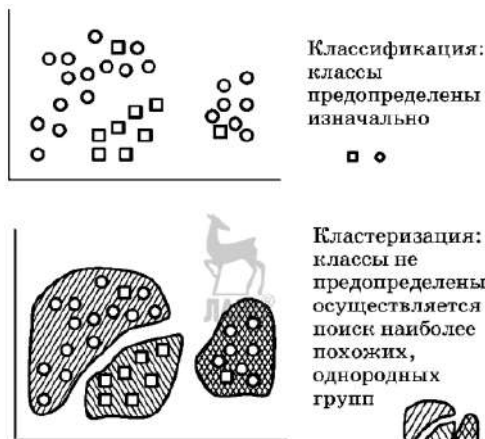 Классификация:
классы
предопределены
изначально
Кластеризация:
классы не
предопределены
осуществляется
поиск наиболее
похожих,
однородных
групп